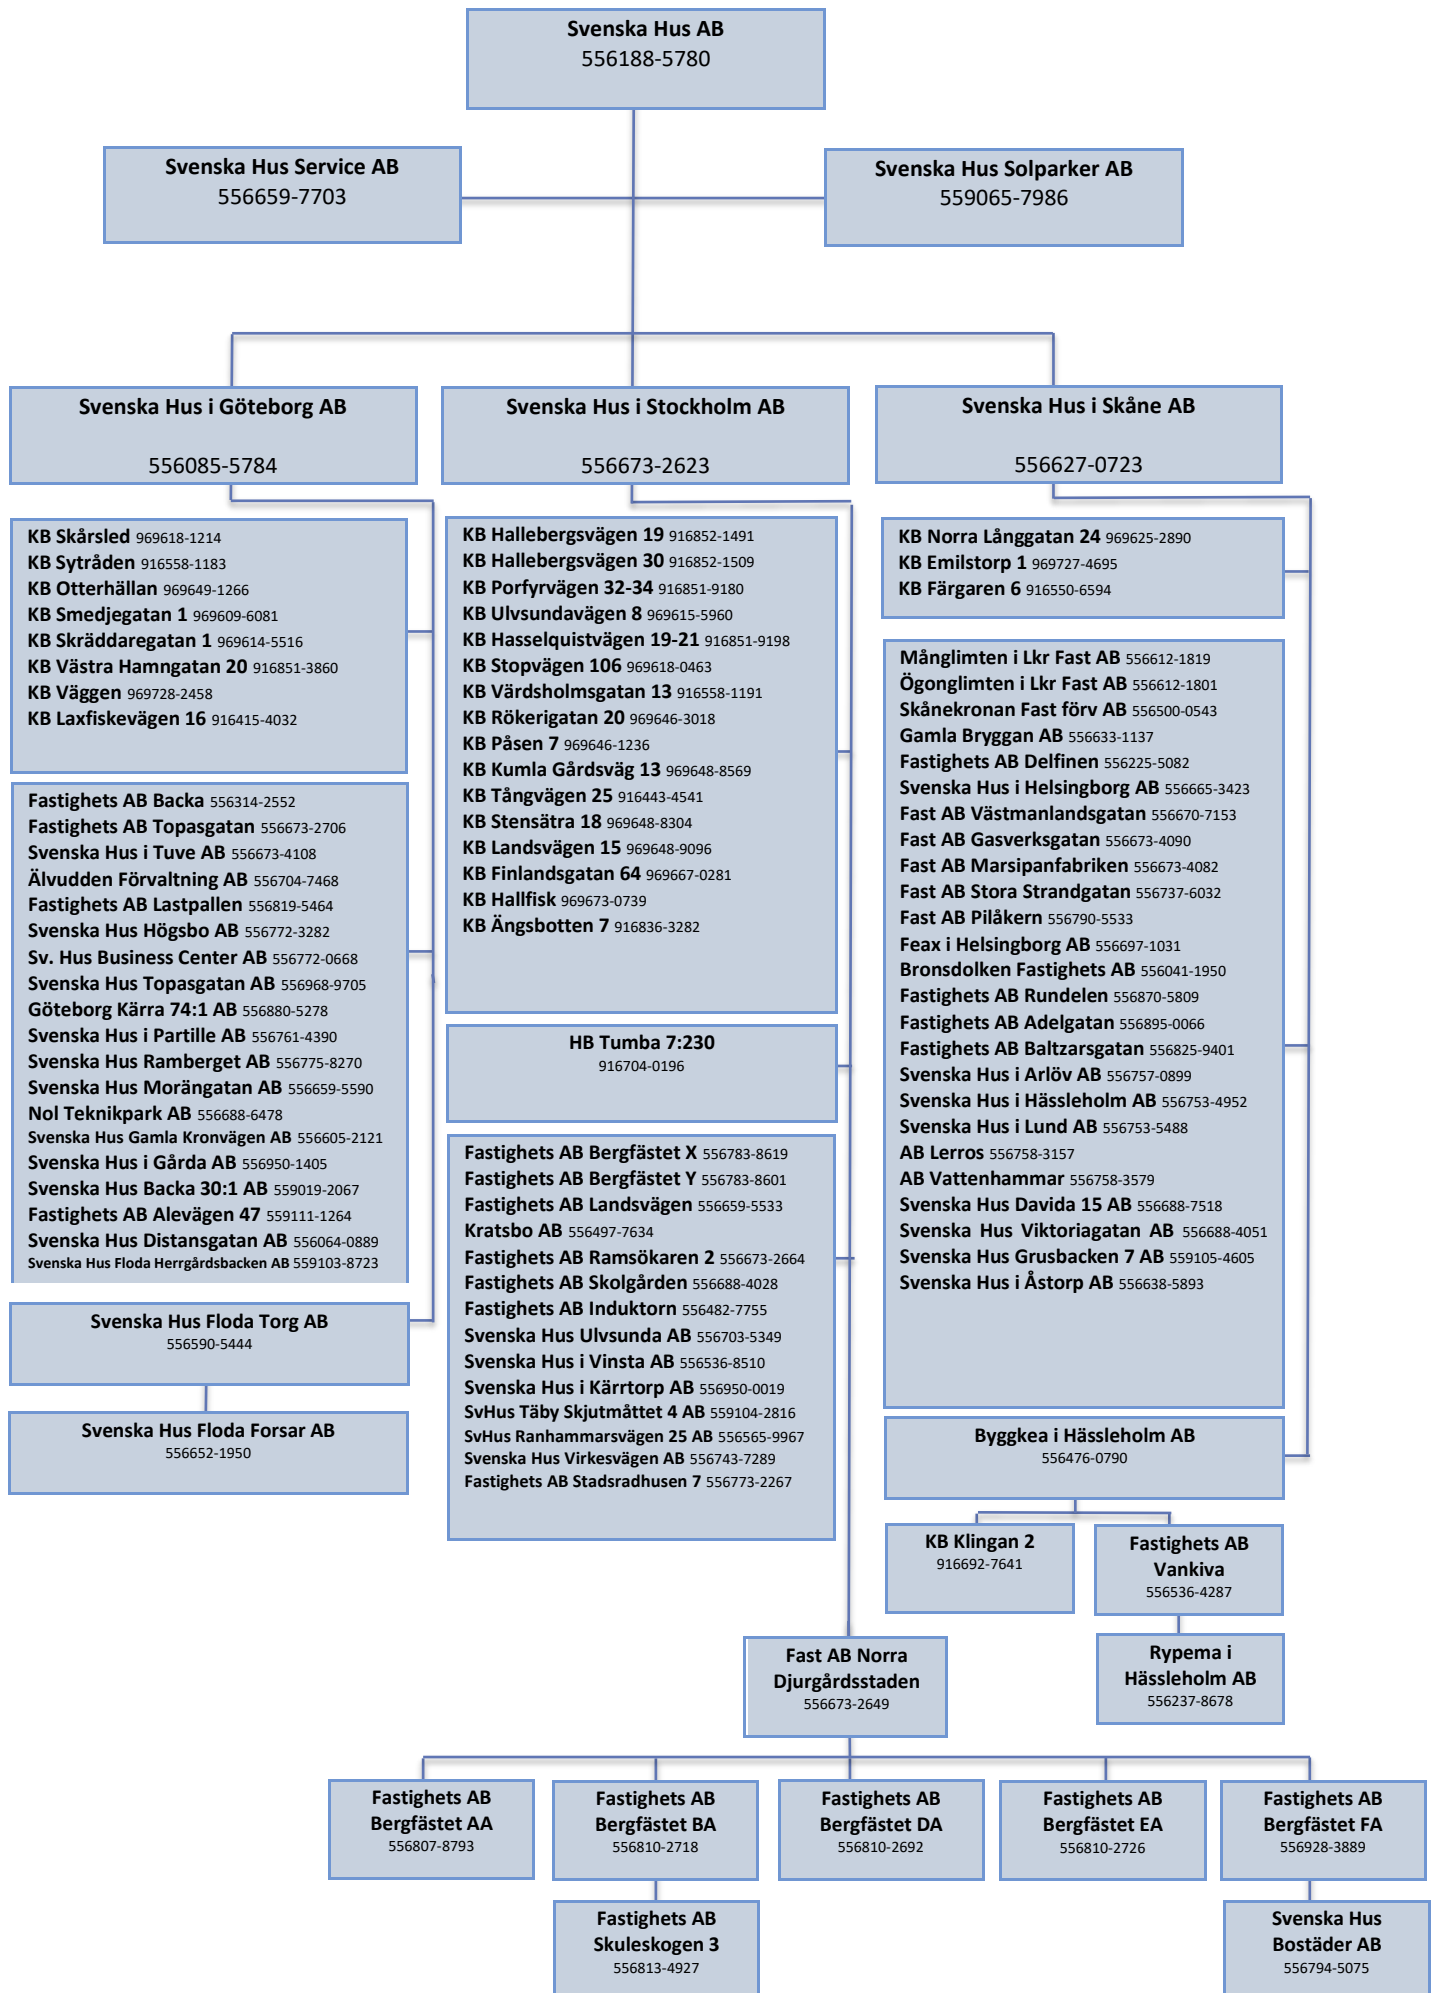 Svenska Hus AB
556188-5780
Svenska Hus Service AB
556659-7703
Svenska Hus Solparker AB
559065-7986
Svenska Hus i Göteborg AB
556085-5784
Svenska Hus i Stockholm AB
556673-2623
Svenska Hus i Skåne AB
556627-0723
KB Skårsled 969618-1214
KB Sytråden 916558-1183
KB Otterhällan 969649-1266
KB Smedjegatan 1 969609-6081
KB Skräddaregatan 1 969614-5516
KB Västra Hamngatan 20 916851-3860
KB Väggen 969728-2458
KB Laxfiskevägen 16 916415-4032
Fastighets AB Backa 556314-2552
Fastighets AB Topasgatan 556673-2706
Svenska Hus i Tuve AB 556673-4108
Älvudden Förvaltning AB 556704-7468
Fastighets AB Lastpallen 556819-5464
Svenska Hus Högsbo AB 556772-3282
Sv. Hus Business Center AB 556772-0668
Svenska Hus Topasgatan AB 556968-9705
Göteborg Kärra 74:1 AB 556880-5278
Svenska Hus i Partille AB 556761-4390
Svenska Hus Ramberget AB 556775-8270
Svenska Hus Morängatan AB 556659-5590
Nol Teknikpark AB 556688-6478
Svenska Hus Gamla Kronvägen AB 556605-2121
Svenska Hus i Gårda AB 556950-1405
Svenska Hus Backa 30:1 AB 559019-2067
Fastighets AB Alevägen 47 559111-1264
Svenska Hus Distansgatan AB 556064-0889
Svenska Hus Floda Herrgårdsbacken AB 559103-8723
Svenska Hus Floda Torg AB
556590-5444
Svenska Hus Floda Forsar AB
556652-1950
KB Hallebergsvägen 19 916852-1491
KB Hallebergsvägen 30 916852-1509
KB Porfyrvägen 32-34 916851-9180
KB Ulvsundavägen 8 969615-5960
KB Hasselquistvägen 19-21 916851-9198
KB Stopvägen 106 969618-0463
KB Värdsholmsgatan 13 916558-1191
KB Rökerigatan 20 969646-3018
KB Påsen 7 969646-1236
KB Kumla Gårdsväg 13 969648-8569
KB Tångvägen 25 916443-4541
KB Stensätra 18 969648-8304
KB Landsvägen 15 969648-9096
KB Finlandsgatan 64 969667-0281
KB Hallfisk 969673-0739
KB Ängsbotten 7 916836-3282
HB Tumba 7:230
916704-0196
Fastighets AB Bergfästet X 556783-8619
Fastighets AB Bergfästet Y 556783-8601
Fastighets AB Landsvägen 556659-5533
Kratsbo AB 556497-7634
Fastighets AB Ramsökaren 2 556673-2664
Fastighets AB Skolgården 556688-4028
Fastighets AB Induktorn 556482-7755
Svenska Hus Ulvsunda AB 556703-5349
Svenska Hus i Vinsta AB 556536-8510
Svenska Hus i Kärrtorp AB 556950-0019
SvHus Täby Skjutmåttet 4 AB 559104-2816
SvHus Ranhammarsvägen 25 AB 556565-9967
Svenska Hus Virkesvägen AB 556743-7289
Fastighets AB Stadsradhusen 7 556773-2267
KB Norra Långgatan 24 969625-2890
KB Emilstorp 1 969727-4695
KB Färgaren 6 916550-6594
Månglimten i Lkr Fast AB 556612-1819
Ögonglimten i Lkr Fast AB 556612-1801
Skånekronan Fast förv AB 556500-0543
Gamla Bryggan AB 556633-1137
Fastighets AB Delfinen 556225-5082
Svenska Hus i Helsingborg AB 556665-3423
Fast AB Västmanlandsgatan 556670-7153
Fast AB Gasverksgatan 556673-4090
Fast AB Marsipanfabriken 556673-4082
Fast AB Stora Strandgatan 556737-6032
Fast AB Pilåkern 556790-5533
Feax i Helsingborg AB 556697-1031
Bronsdolken Fastighets AB 556041-1950
Fastighets AB Rundelen 556870-5809
Fastighets AB Adelgatan 556895-0066
Fastighets AB Baltzarsgatan 556825-9401
Svenska Hus i Arlöv AB 556757-0899
Svenska Hus i Hässleholm AB 556753-4952
Svenska Hus i Lund AB 556753-5488
AB Lerros 556758-3157
AB Vattenhammar 556758-3579
Svenska Hus Davida 15 AB 556688-7518
Svenska Hus Viktoriagatan AB 556688-4051
Svenska Hus Grusbacken 7 AB 559105-4605
Svenska Hus i Åstorp AB 556638-5893
Byggkea i Hässleholm AB
556476-0790
KB Klingan 2
916692-7641
Fastighets AB
Vankiva
556536-4287
Rypema i
Hässleholm AB
556237-8678
Fast AB Norra
Djurgårdsstaden
556673-2649
Fastighets AB
Bergfästet AA
556807-8793
Fastighets AB
Bergfästet BA
556810-2718
Fastighets AB
Bergfästet DA
556810-2692
Fastighets AB
Bergfästet EA
556810-2726
Fastighets AB
Bergfästet FA
556928-3889
Fastighets AB
Skuleskogen 3
556813-4927
Svenska Hus
Bostäder AB
556794-5075